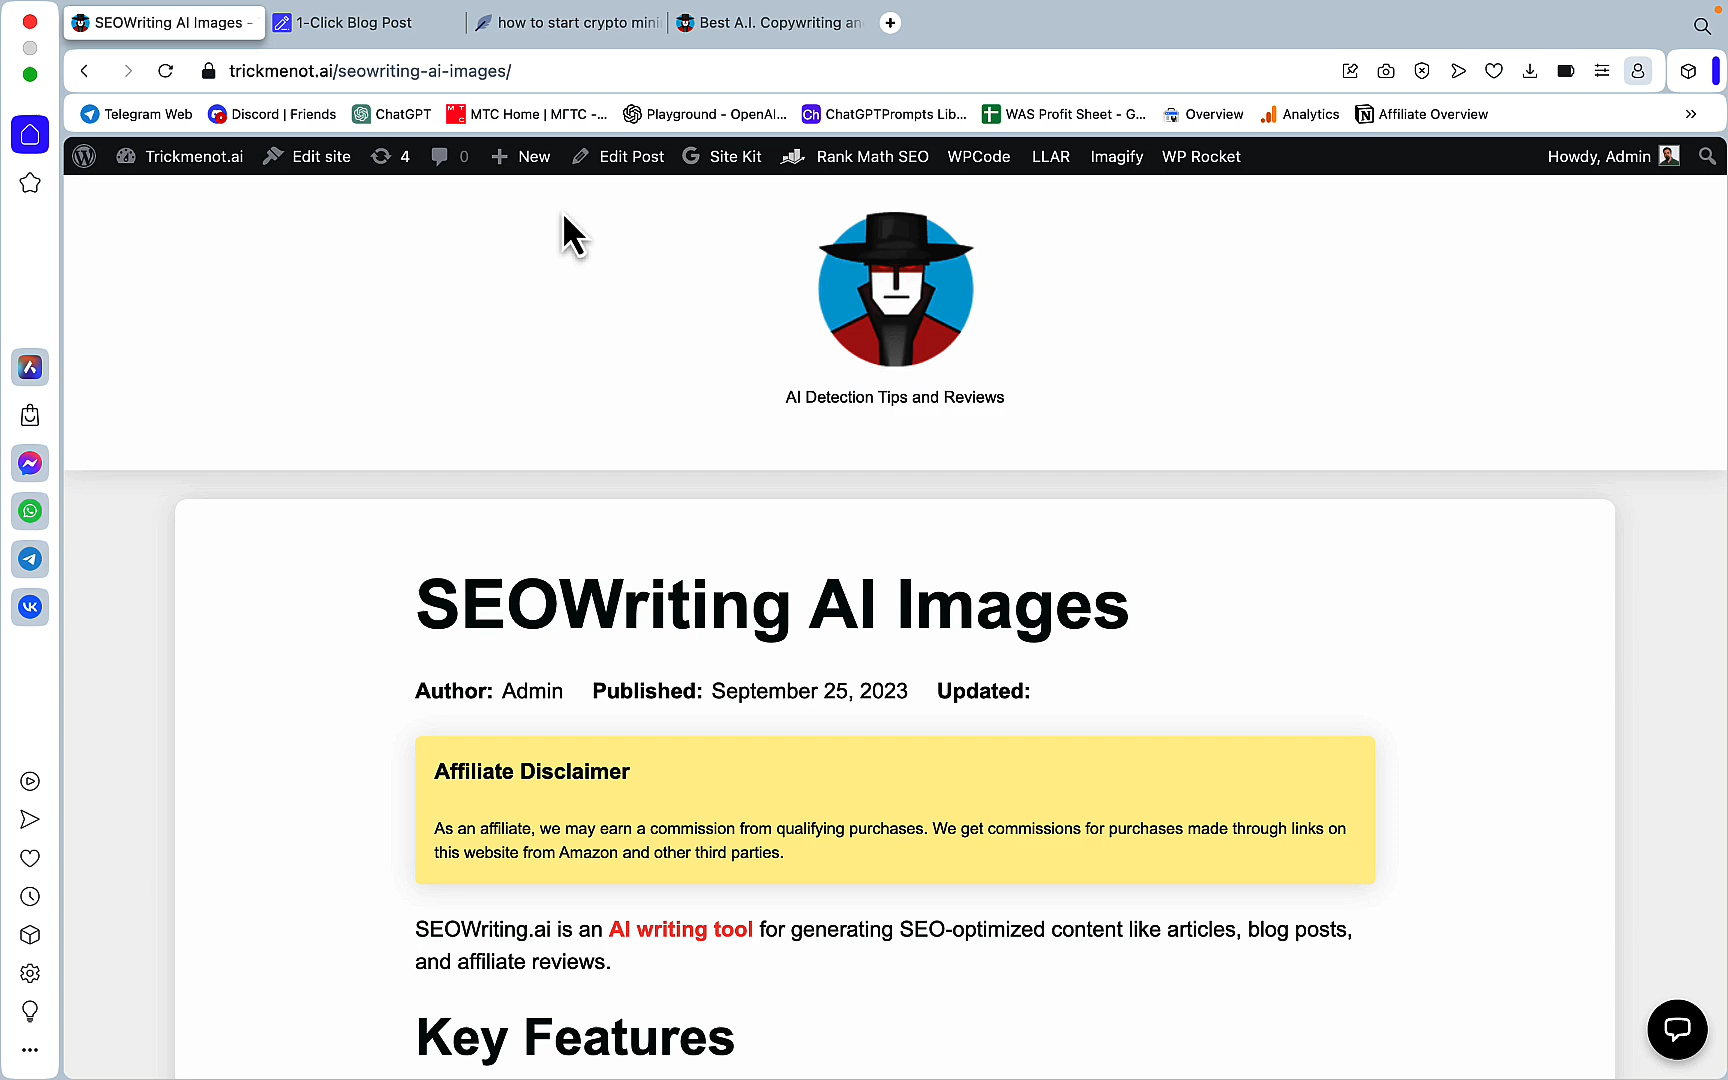 SEOWriting AI Images -
1-Click Blog Post
how to start crypto mini
Best A.I. Copywriting an
trickmenot.ai/seowriting-ai-images/
Telegram Web
Discord | Friends
ChatGPT
MTC Home | МГТС -...
Playground - OpenAI...
Ch ChatGPTPrompts Lib...
WAS Profit Sheet - G...
Overview
Analytics
Affiliate Overview
Trickmenot.ai
Edit site
4
0
New
Edit Post
Site Kit
Rank Math SEO
WPCode
LLAR
Imagify
WP Rocket
Howdy, Admin
AI Detection Tips and Reviews
SEOWriting AI Images
Author: Admin Published: September 25, 2023 Updated:
Affiliate Disclaimer
As an affiliate, we may earn a commission from qualifying purchases. We get commissions for purchases made through links on
this website from Amazon and other third parties.
SEOWriting.ai is an AI writing tool for generating SEO-optimized content like articles, blog posts,
and affiliate reviews.
Key Features